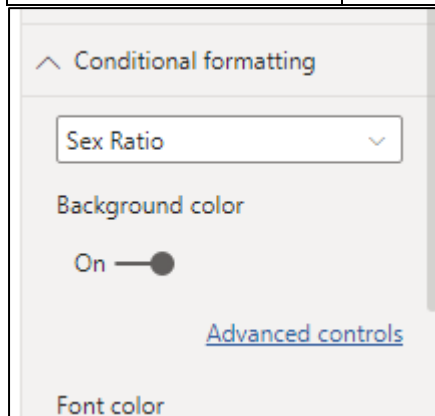 Conditional formatting
Sex Ratio
Background color
On
Advanced controls
Font color